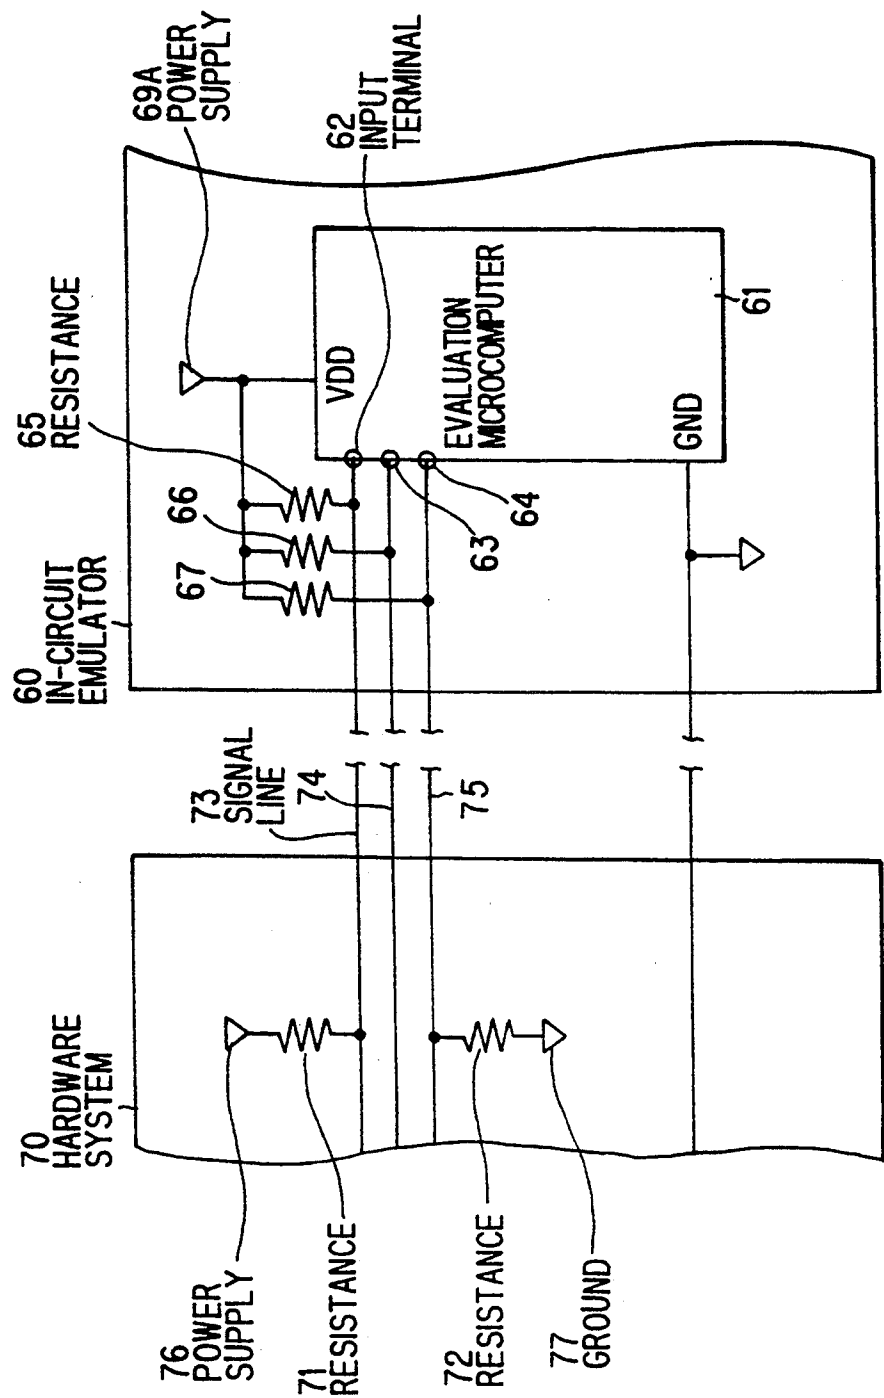 60
IN-CIRCUIT
EMULATOR
65
RESISTANCE
69A
POWER
SUPPLY
66
67
62
INPUT
TERMINAL
VDD
EVALUATION
MICROCOMPUTER
63
64
GND
61
70
HARDWARE
SYSTEM
73
SIGNAL
LINE
74
75
76
POWER
SUPPLY
71
RESISTANCE
72
RESISTANCE
77
GROUND